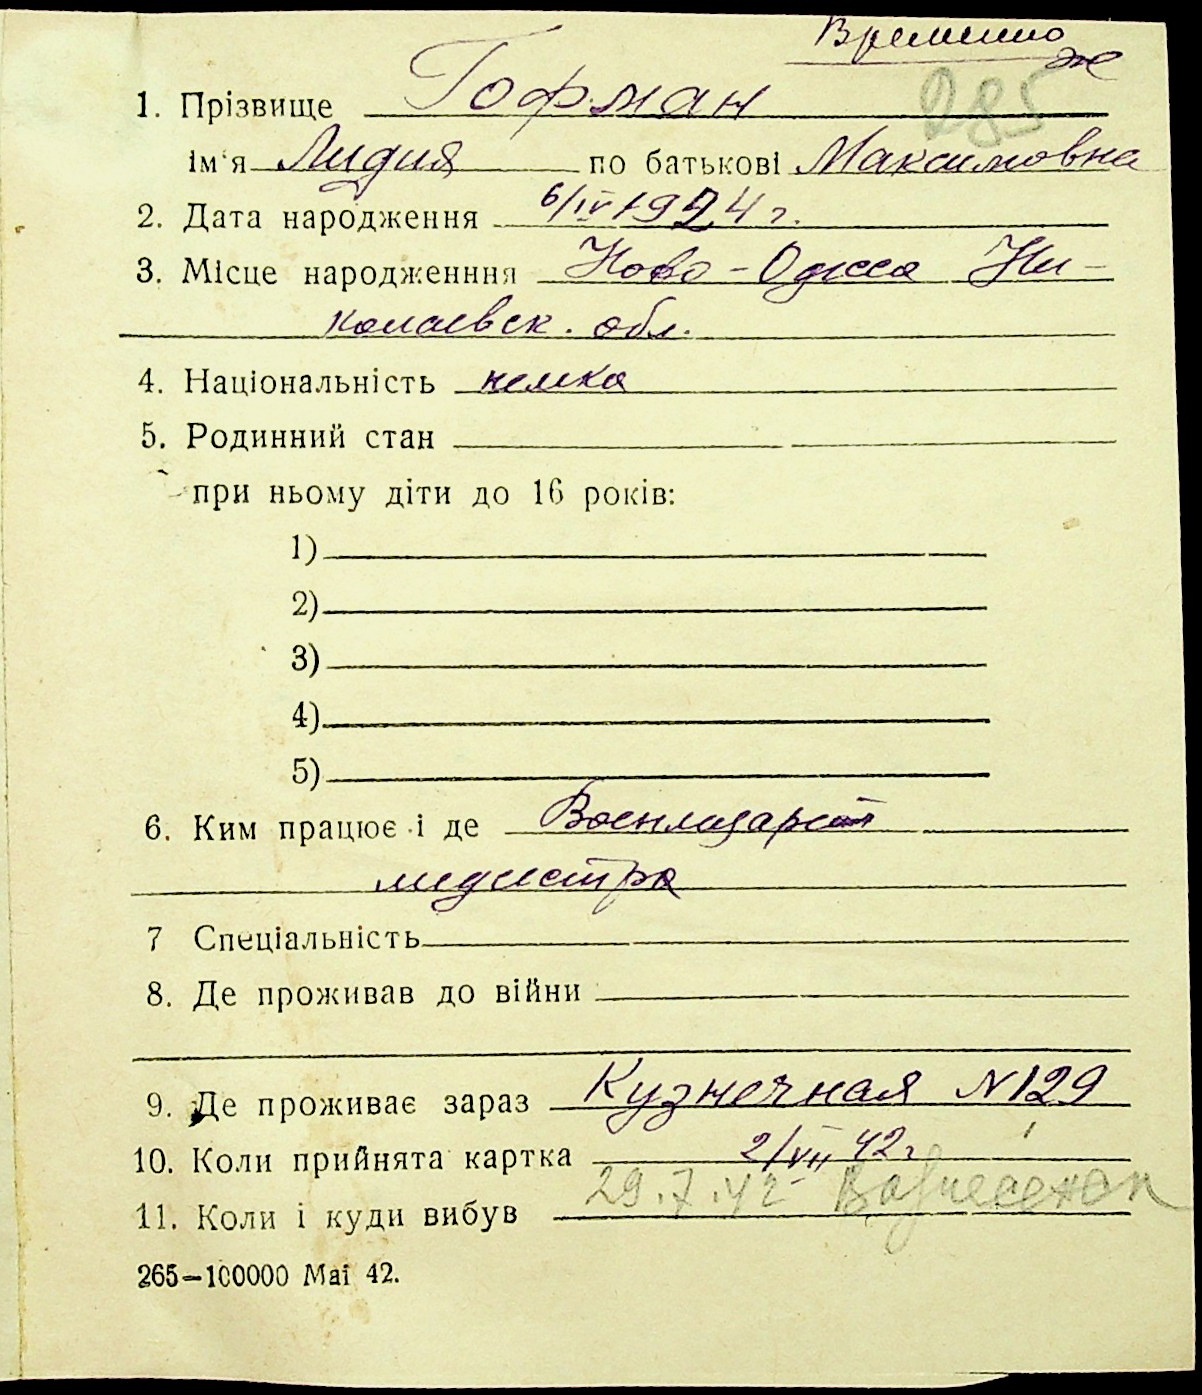 Временно
ж
285
1. Прізвище Гофман
ім'я Лидия по батькові Максимовна
2. Дата народження 6/IV 1924 г.
3. Місце народженння Ново-Одесса Ни-
колаевск. обл.
4. Національність немка
5. Родинний стан
при ньому діти до 16 років:
1)
2)
3)
4)
5)
6. Ким працює і де Военлазарет
медсестра
7 Спеціальність
8. Де проживав до війни
9. Де проживає зараз Кузнечная N 129
10. Коли прийнята картка 2/VII 42 г
11. Коли і куди вибув 29.7.42 Вознесенск
265—100000 Mai 42.